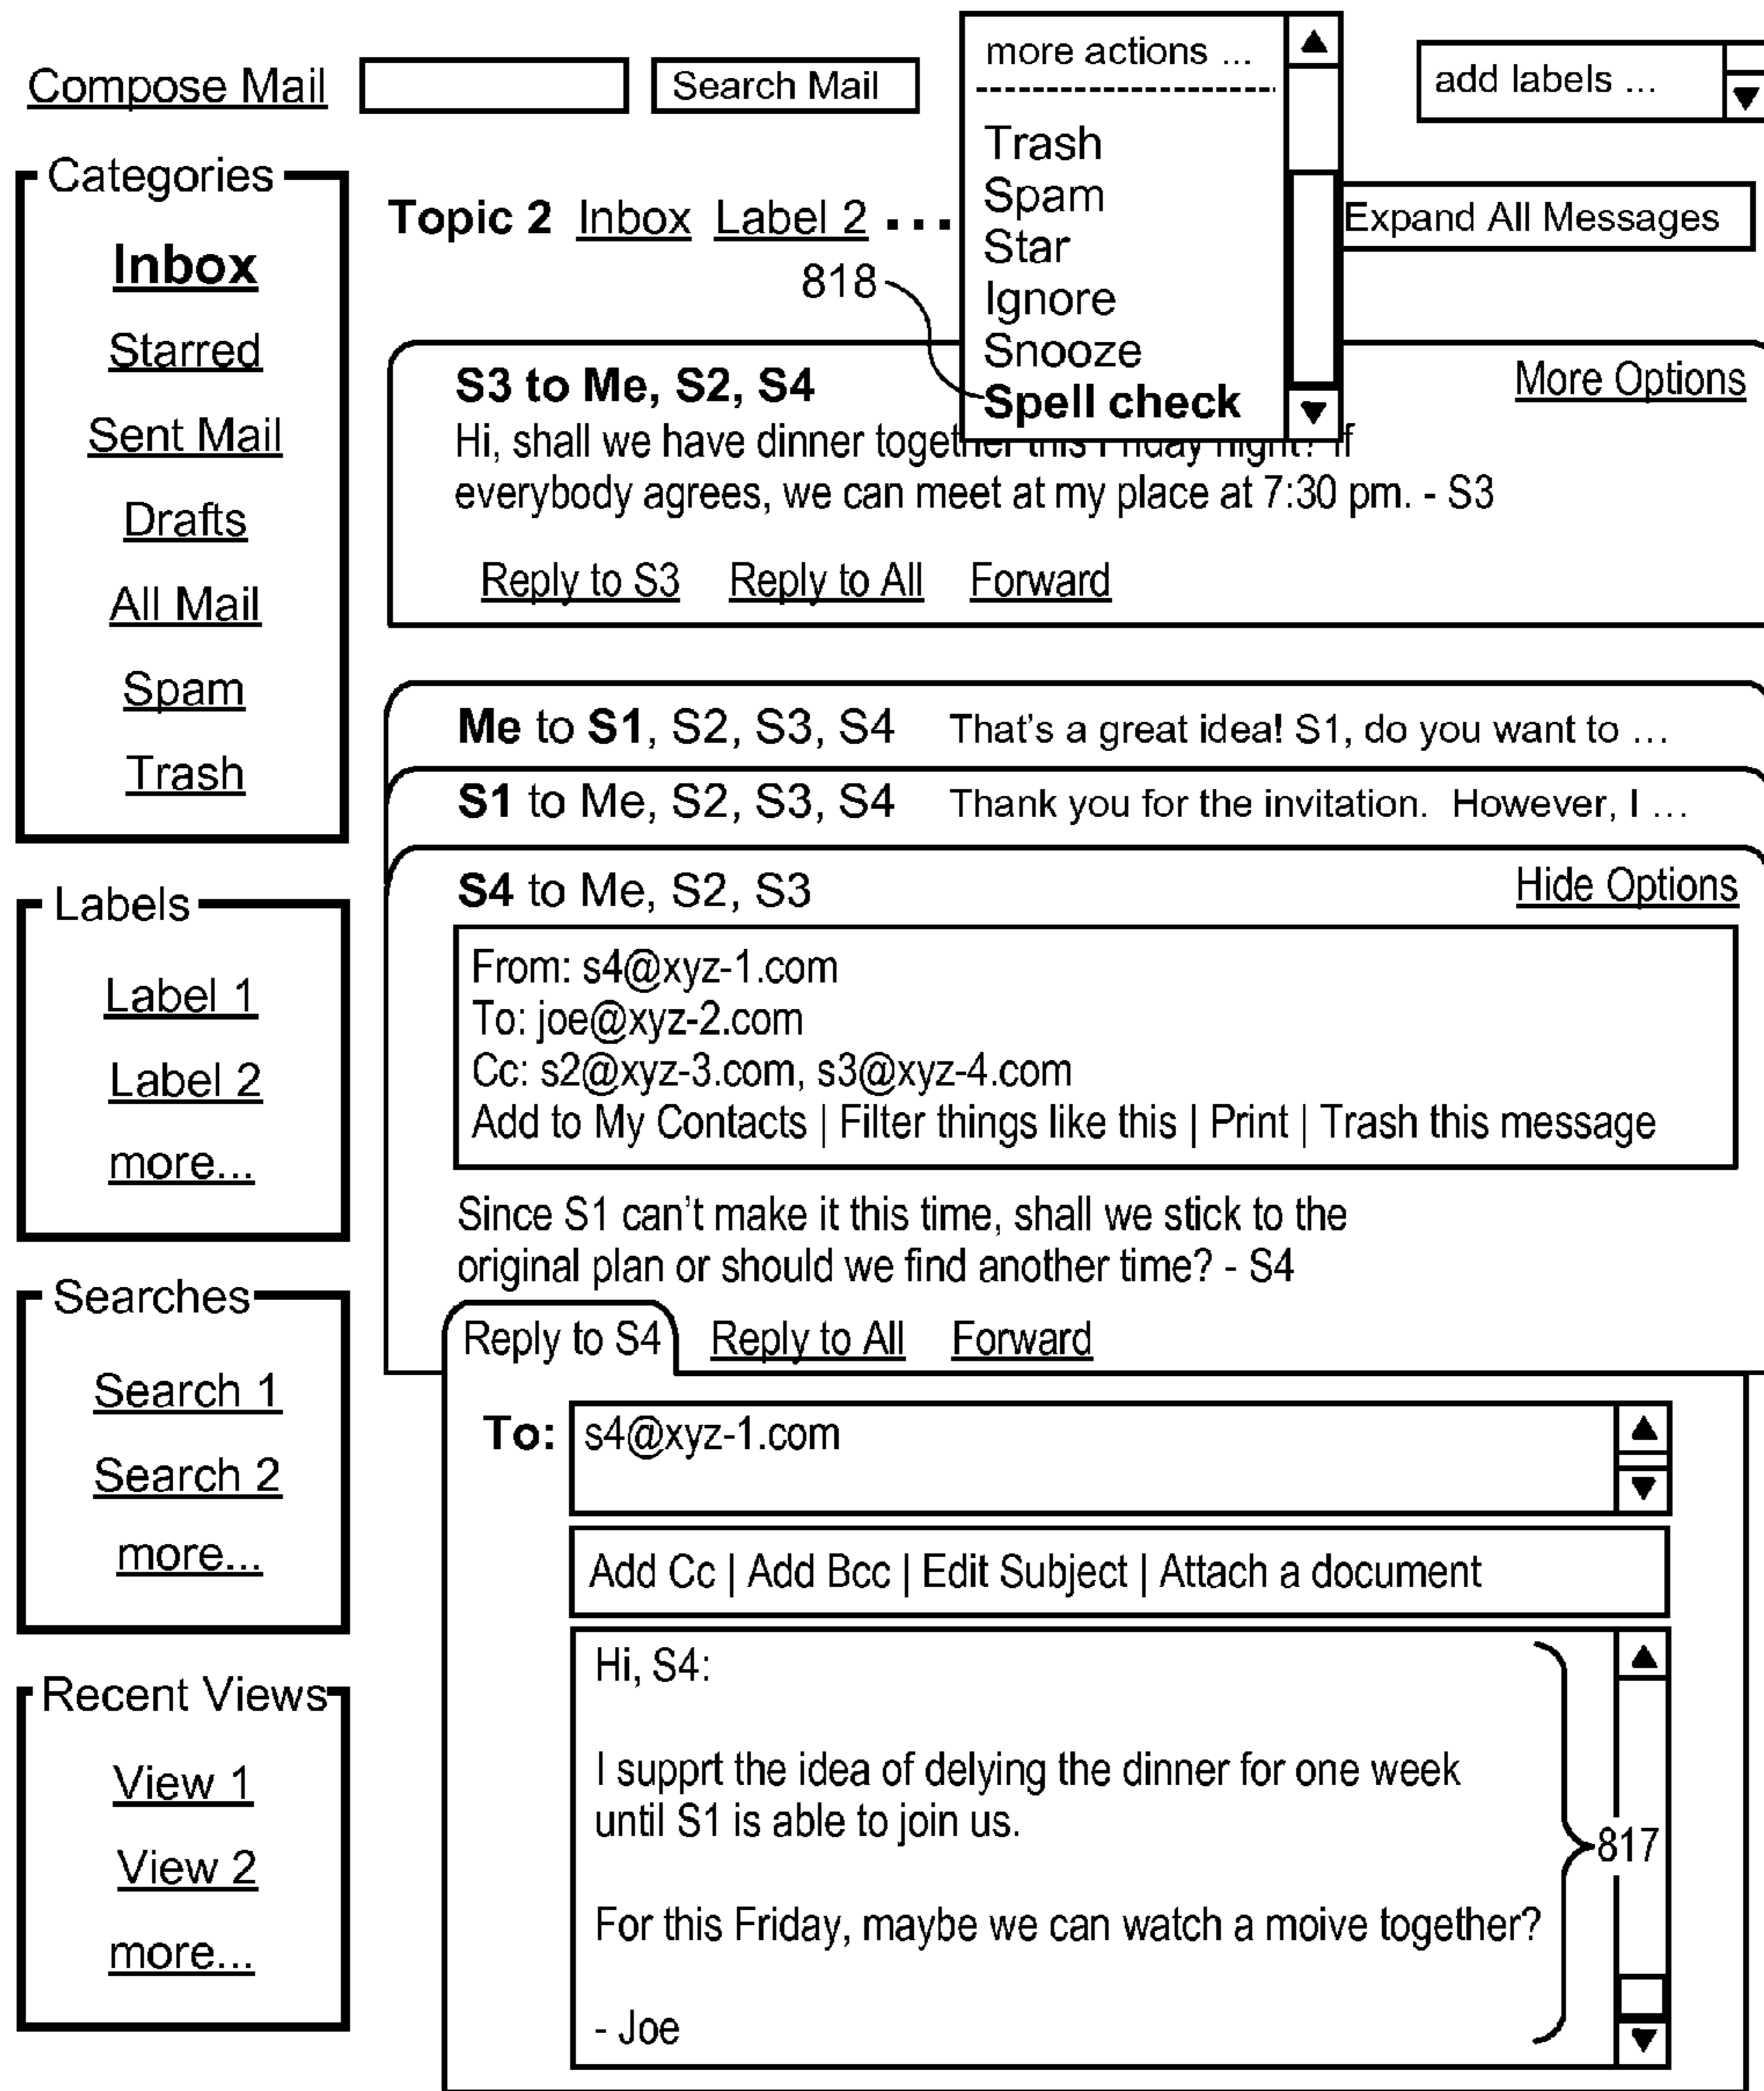 Compose Mail
Search Mail
more actions ...
Trash
Spam
Star
Ignore
Snooze
Spell check
add labels ...
Categories
Inbox
Starred
Sent Mail
Drafts
All Mail
Spam
Trash
Labels
Label 1
Label 2
more...
Searches
Search 1
Search 2
more...
Recent Views
View 1
View 2
more...
Topic 2 Inbox Label 2 ...
Expand All Messages
818
S3 to Me, S2, S4
More Options
Hi, shall we have dinner together this Friday night? If
everybody agrees, we can meet at my place at 7:30 pm. - S3
Reply to S3 Reply to All Forward
Me to S1, S2, S3, S4 That's a great idea! S1, do you want to ...
S1 to Me, S2, S3, S4 Thank you for the invitation. However, I ...
S4 to Me, S2, S3
Hide Options
From: s4@xyz-1.com
To: joe@xyz-2.com
Cc: s2@xyz-3.com, s3@xyz-4.com
Add to My Contacts | Filter things like this | Print | Trash this message
Since S1 can't make it this time, shall we stick to the
original plan or should we find another time? - S4
Reply to S4 Reply to All Forward
To: s4@xyz-1.com
Add Cc | Add Bcc | Edit Subject | Attach a document
Hi, S4:
I supprt the idea of delying the dinner for one week
until S1 is able to join us.
817
For this Friday, maybe we can watch a moive together?
- Joe